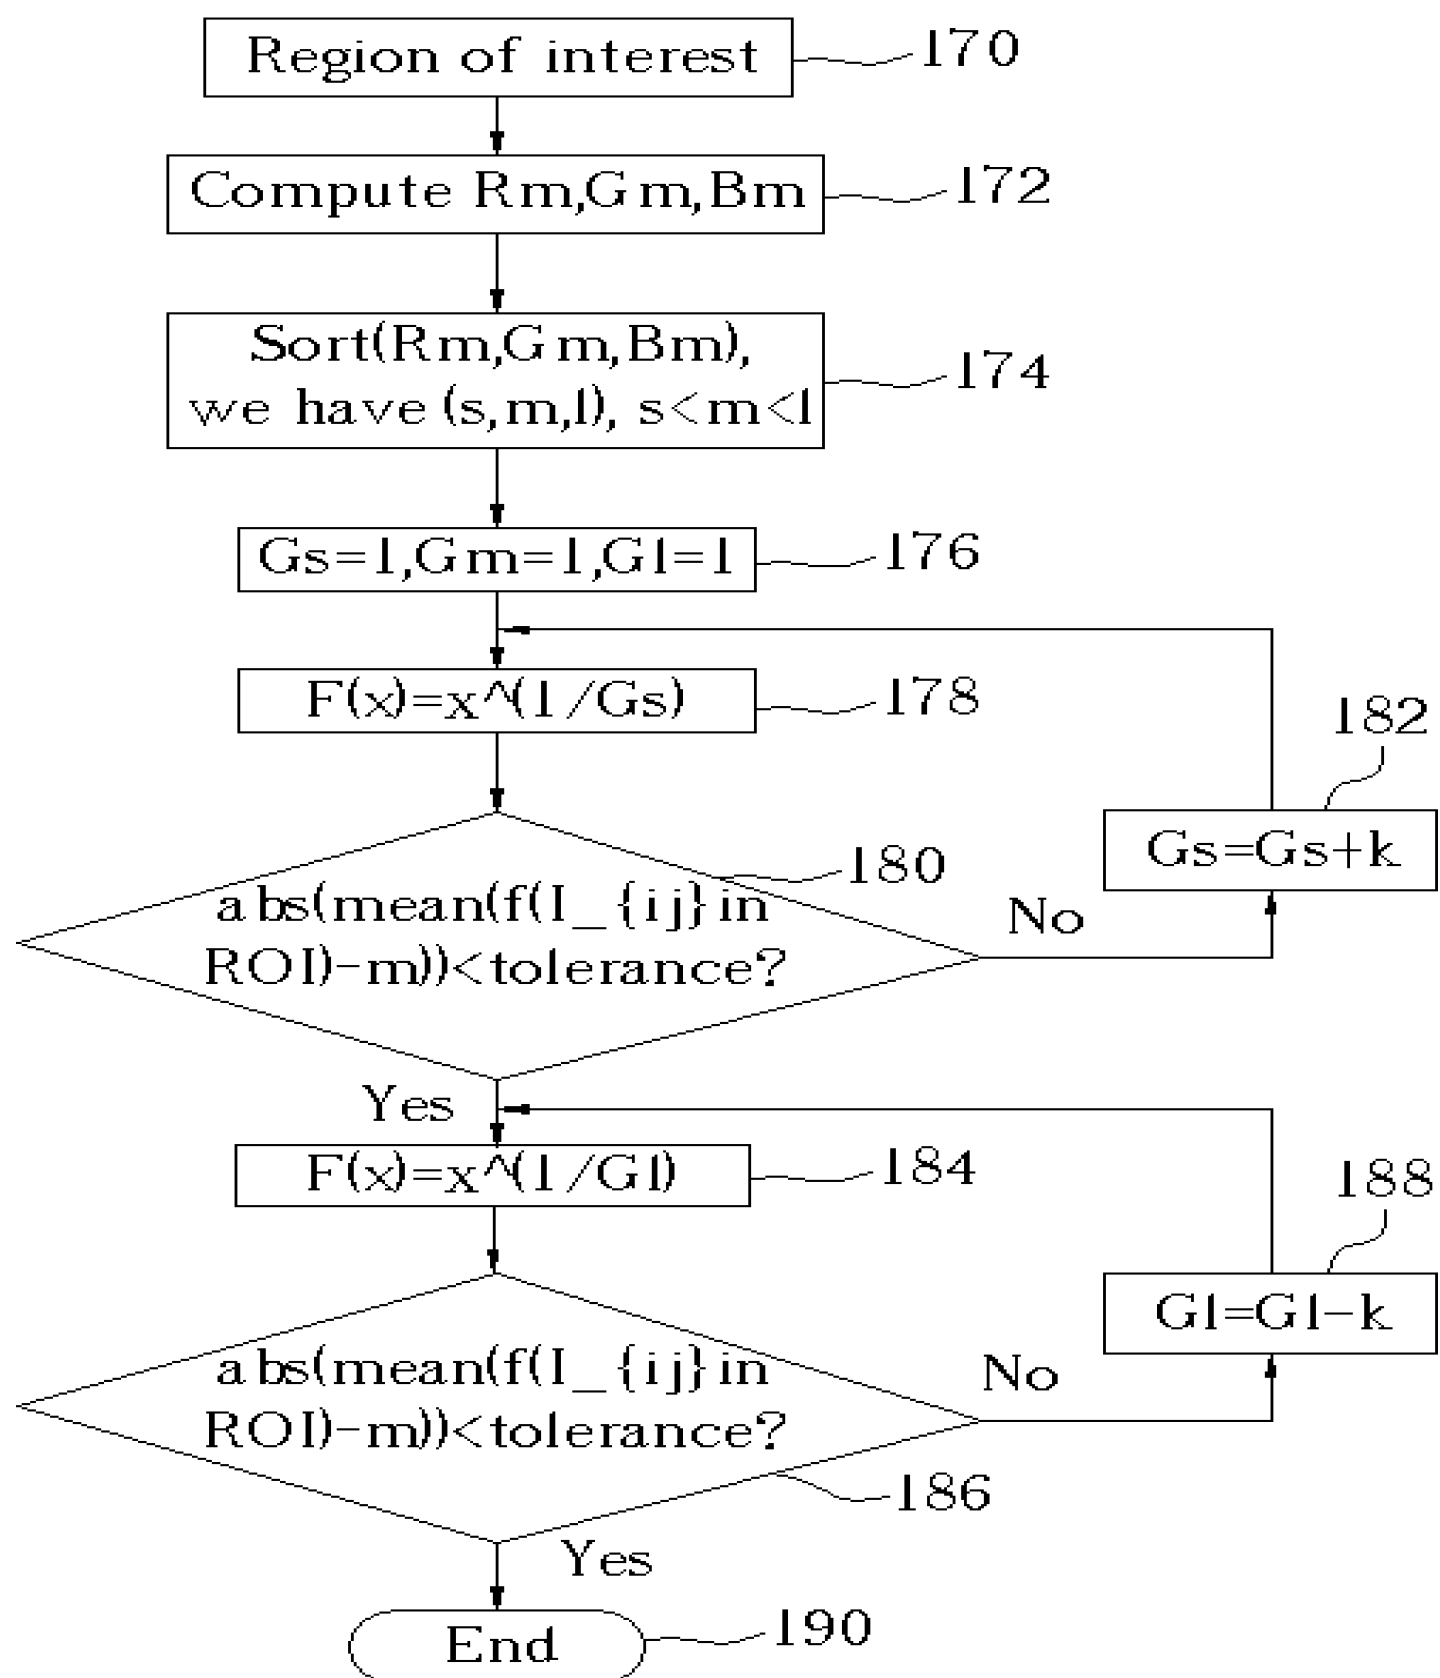 Region of interest
170
Compute Rm,Gm,Bm
172
Sort(Rm,Gm,Bm),
we have (s,m,l), s<m<l
174
Gs=1,Gm=1,Gl=1
176
F(x)=x^(1/Gs)
178
182
Gs=Gs+k
180
abs(mean(f(I_{ij}in
ROI)-m))<tolerance?
No
Yes
F(x)=x^(1/Gl)
184
188
Gl=Gl-k
abs(mean(f(I_{ij}in
ROI)-m))<tolerance?
No
186
Yes
End
190